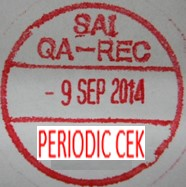 SAI
QA-REC
- 9 SEP 2014
PERIODIC CEK